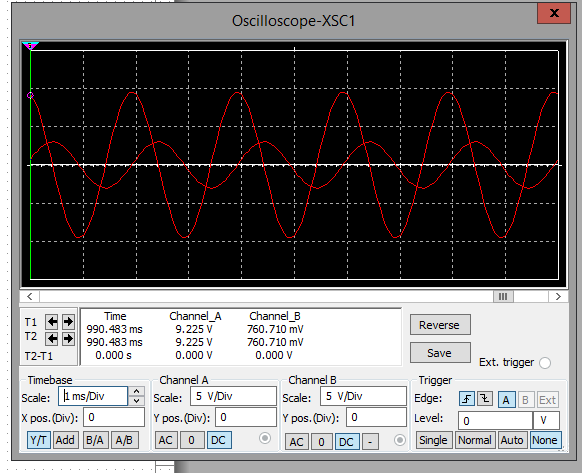 Oscilloscope-XSC1
x
T1
T2
T2-T1
Time Channel_A Channel_B
990.483 ms 9.225 V 760.710 mV
990.483 ms 9.225 V 760.710 mV
0.000 s 0.000 V 0.000 V
Reverse
Save
Ext. trigger
Timebase
Scale: 1 ms/Div
X pos.(Div): 0
Y/T Add B/A A/B
Channel A
Scale: 5 V/Div
Y pos.(Div): 0
AC 0 DC
Channel B
Scale: 5 V/Div
Y pos.(Div): 0
AC 0 DC -
Trigger
Edge: A B Ext
Level: 0 V
Single Normal Auto None